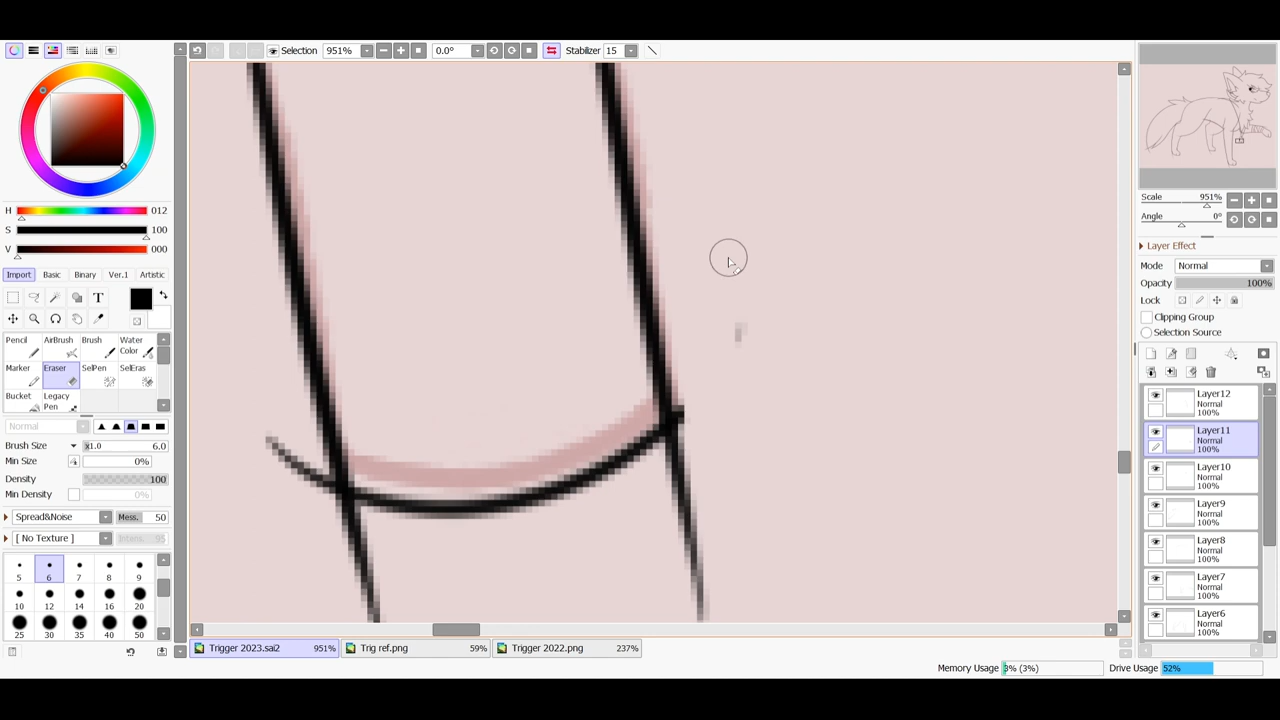 Selection 951% 0.0° Stabilizer 15
H 012
S 100
V 000
Import Basic Binary Ver.1 Artistic
T
Pencil AirBrush Brush Water Color
Marker Eraser SelPen SelEras
Bucket Legacy Pen
Normal
Brush Size x1.0 6.0
Min Size 0%
Density 100
Min Density 0%
Spread&Noise Mess. 50
[ No Texture ] Intens. 95
5 6 7 8 9
10 12 14 16 20
25 30 35 40 50
Scale 951%
Angle 0°
Layer Effect
Mode Normal
Opacity 100%
Lock
Clipping Group
Selection Source
Layer12
Normal
100%
Layer11
Normal
100%
Layer10
Normal
100%
Layer9
Normal
100%
Layer8
Normal
100%
Layer7
Normal
100%
Layer6
Normal
100%
Trigger 2023.sai2 951% Trig ref.png 59% Trigger 2022.png 237%
Memory Usage 3% (3%) Drive Usage 52%